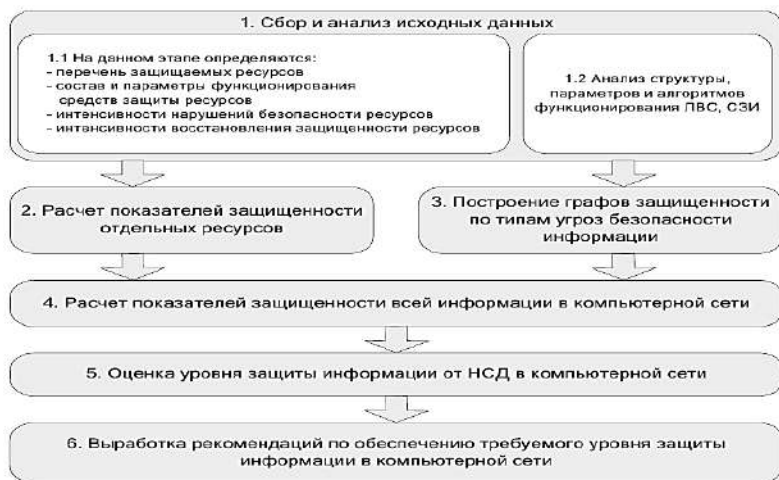 1. Сбор и анализ исходных данных
1.1 На данном этапе определяются:
- перечень защищаемых ресурсов
- состав и параметры функционирования
средств защиты ресурсов
- интенсивности нарушений безопасности ресурсов
- интенсивности восстановления защищенности ресурсов
1.2 Анализ структуры,
параметров и алгоритмов
функционирования ЛВС, СЗИ
2. Расчет показателей защищенности
отдельных ресурсов
3. Построение графов защищенности
по типам угроз безопасности
информации
4. Расчет показателей защищенности всей информации в компьютерной сети
5. Оценка уровня защиты информации от НСД в компьютерной сети
6. Выработка рекомендаций по обеспечению требуемого уровня защиты
информации в компьютерной сети